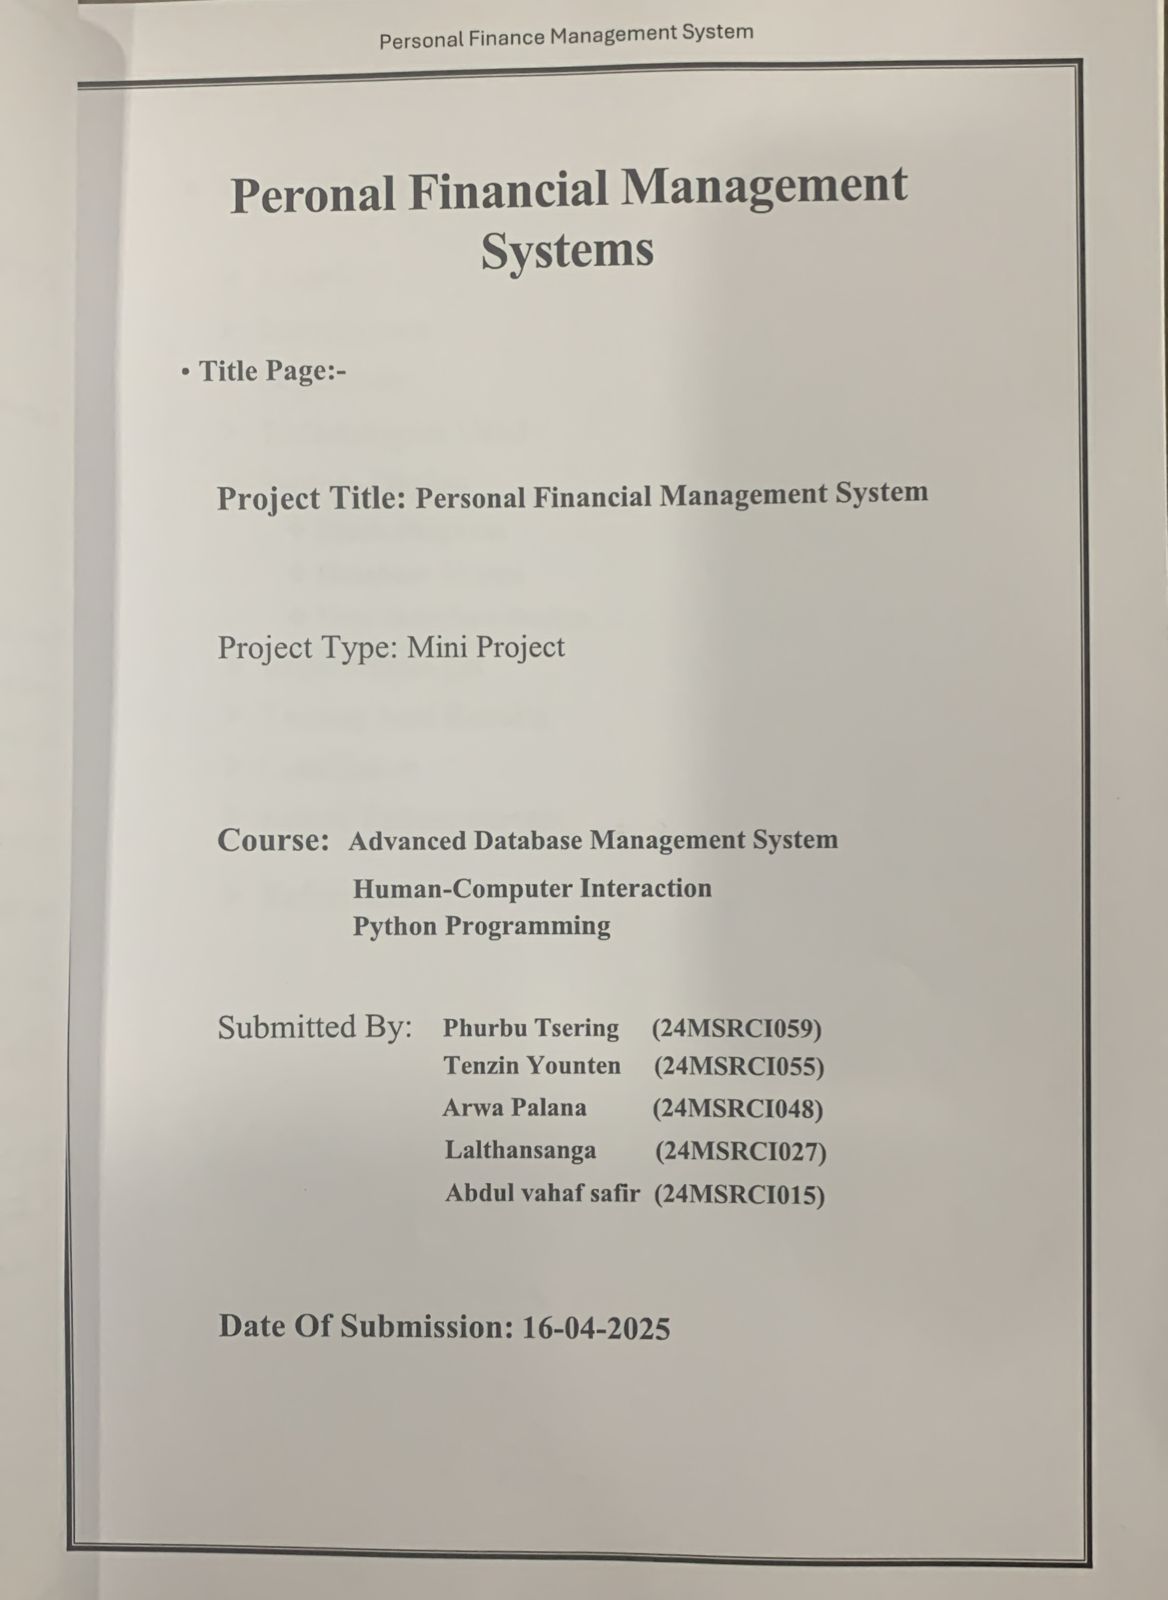 Personal Finance Management System
Peronal Financial Management
Systems
• Title Page:-
Project Title: Personal Financial Management System
Project Type: Mini Project
Course: Advanced Database Management System
Human-Computer Interaction
Python Programming
Submitted By: Phurbu Tsering (24MSRCI059)
Tenzin Younten (24MSRCI055)
Arwa Palana (24MSRCI048)
Lalthansanga (24MSRCI027)
Abdul vahaf safir (24MSRCI015)
Date Of Submission: 16-04-2025